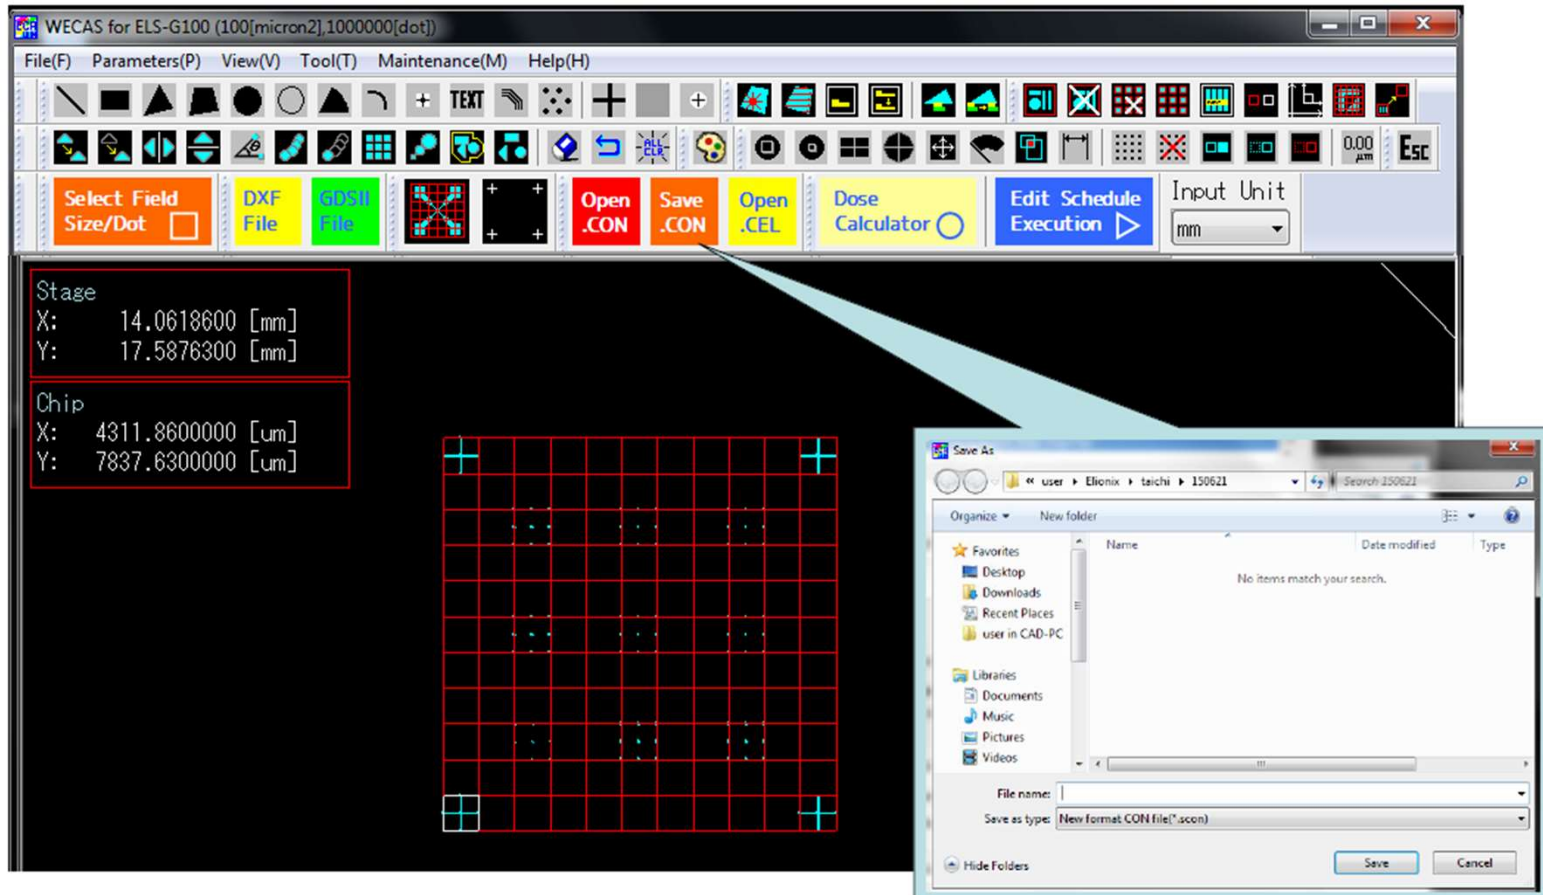 WECAS for ELS-G100 (100[micron2],1000000[dot])
File(F) Parameters(P) View(V) Tool(T) Maintenance(M) Help(H)
TEXT
ALL CLR
0.00 μm
Esc
Select Field
Size/Dot
DXF
File
GDSII
File
Open
.CON
Save
.CON
Open
.CEL
Dose
Calculator
Edit Schedule
Execution
Input Unit
mm
Stage
X: 14.0618600 [mm]
Y: 17.5876300 [mm]
Chip
X: 4311.8600000 [um]
Y: 7837.6300000 [um]
Save As
« user ▸ Elionix ▸ taichi ▸ 150621
Search 150621
Organize New folder
Favorites
Desktop
Downloads
Recent Places
user in CAD-PC
Libraries
Documents
Music
Pictures
Videos
Name Date modified Type
No items match your search.
File name:
Save as type: New format CON file(*.scon)
Hide Folders
Save Cancel